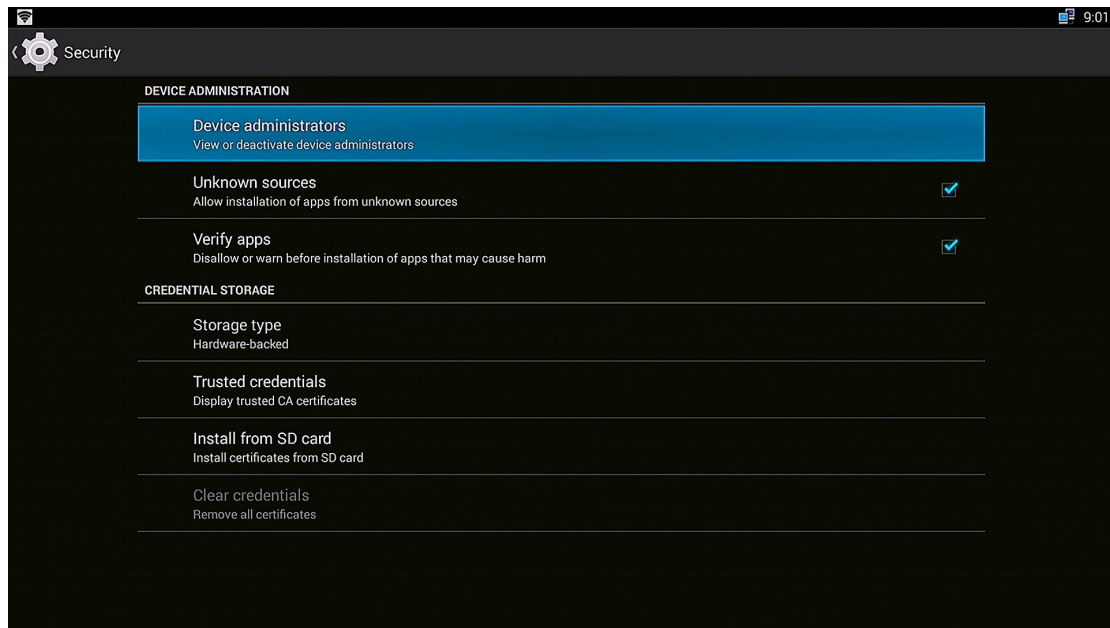 9:01
Security
DEVICE ADMINISTRATION
Device administrators
View or deactivate device administrators
Unknown sources
Allow installation of apps from unknown sources
Verify apps
Disallow or warn before installation of apps that may cause harm
CREDENTIAL STORAGE
Storage type
Hardware-backed
Trusted credentials
Display trusted CA certificates
Install from SD card
Install certificates from SD card
Clear credentials
Remove all certificates